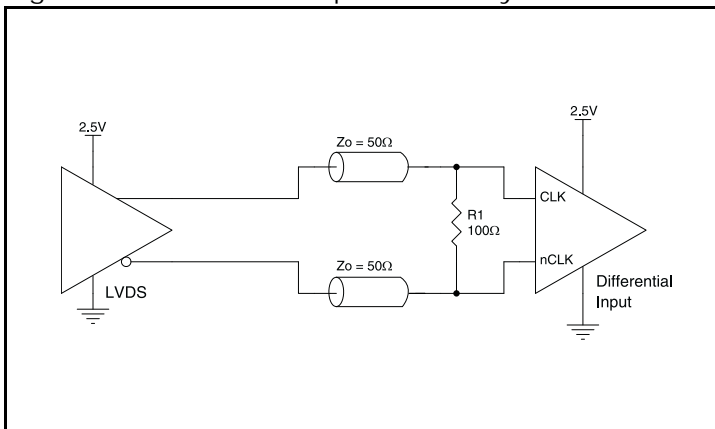 2.5V
2.5V
Zo = 50Ω
CLK
R1
100Ω
Zo = 50Ω
nCLK
LVDS
Differential
Input